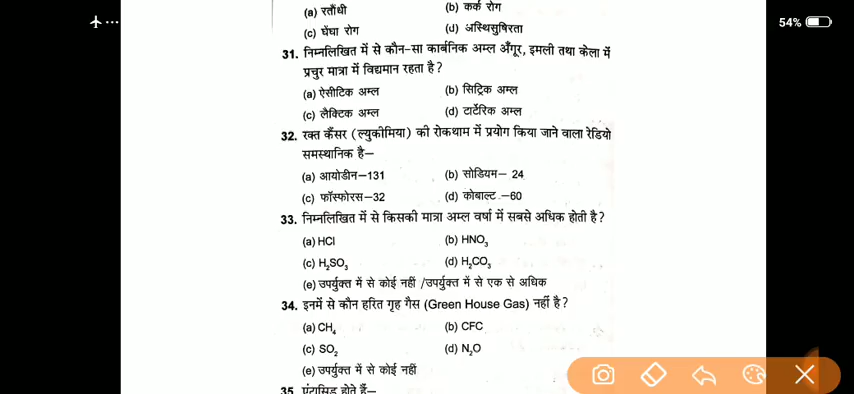 54%
(a) रतौंधी (b) कर्क रोग
(c) घेंघा रोग (d) अस्थिसुषिरता
31. निम्नलिखित में से कौन-सा कार्बनिक अम्ल अँगूर, इमली तथा केला में
प्रचुर मात्रा में विद्यमान रहता है?
(a) ऐसीटिक अम्ल (b) सिट्रिक अम्ल
(c) लैक्टिक अम्ल (d) टार्टेरिक अम्ल
32. रक्त कैंसर (ल्युकीमिया) की रोकथाम में प्रयोग किया जाने वाला रेडियो
समस्थानिक है—
(a) आयोडीन—131 (b) सोडियम— 24
(c) फॉस्फोरस—32 (d) कोबाल्ट —60
33. निम्नलिखित में से किसकी मात्रा अम्ल वर्षा में सबसे अधिक होती है?
(a) HCl (b) HNO₃
(c) H₂SO₃ (d) H₂CO₃
(e) उपर्युक्त में से कोई नहीं /उपर्युक्त में से एक से अधिक
34. इनमें से कौन हरित गृह गैस (Green House Gas) नहीं है?
(a) CH₄ (b) CFC
(c) SO₂ (d) N₂O
(e) उपर्युक्त में से कोई नहीं
35. एंटासिड होते हैं—